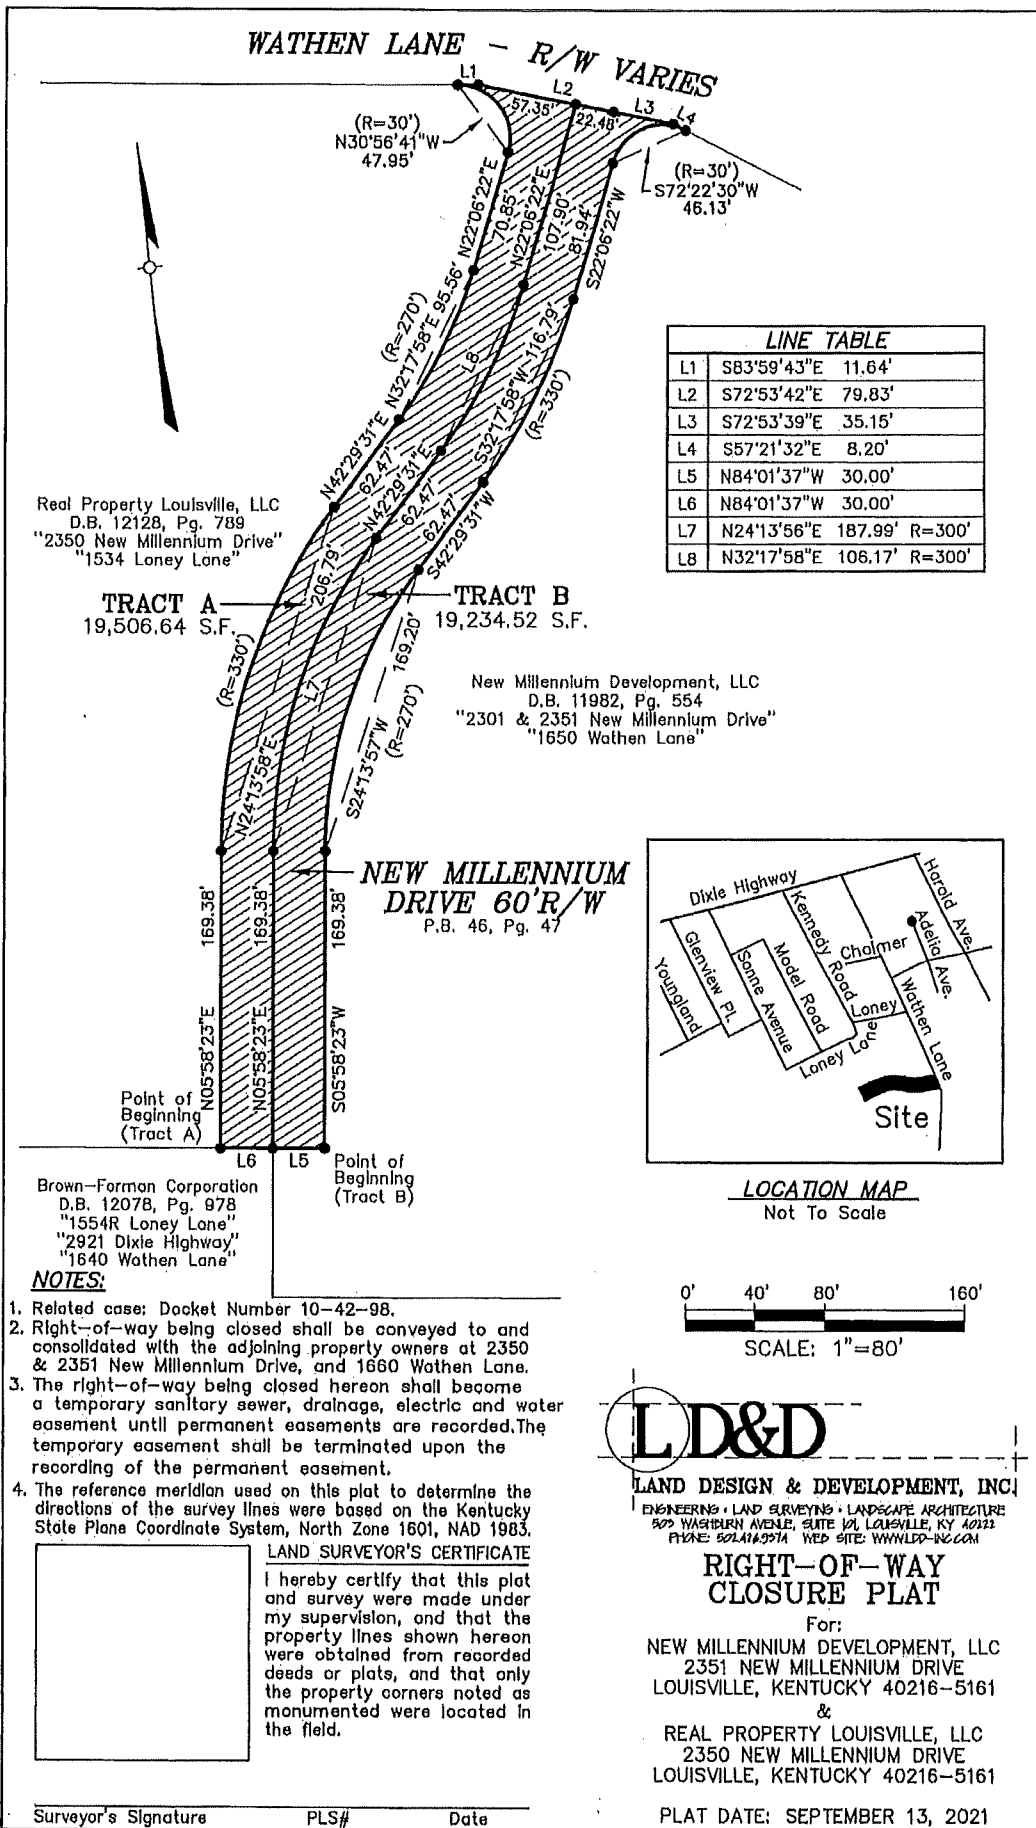 WATHEN LANE - R/W VARIES
L1
L2
57.35'
22.48'
L3
L4
(R=30')
N30°56'41"W
47.95'
(R=30')
S72°22'30"W
46.13'
N22°06'22"E
70.85'
N22°06'22"E
107.90'
81.94'
S22°06'22"W
(R=270')
N32°17'58"E 95.56'
L8
S32°17'58"W 116.79'
(R=330')
N42°29'31"E
62.47'
N42°29'31"E
62.47'
62.47'
S42°29'31"W
LINE TABLE
L1 S83°59'43"E 11.64'
L2 S72°53'42"E 79.83'
L3 S72°53'39"E 35.15'
L4 S57°21'32"E 8.20'
L5 N84°01'37"W 30.00'
L6 N84°01'37"W 30.00'
L7 N24°13'56"E 187.99' R=300'
L8 N32°17'58"E 106.17' R=300'
Real Property Louisville, LLC
D.B. 12128, Pg. 789
"2350 New Millennium Drive"
"1534 Loney Lane"
TRACT A
19,506.64 S.F.
206.79'
TRACT B
19,234.52 S.F.
(R=330')
L7
169.20'
(R=270')
N24°13'58"E
S24°13'57"W
New Millennium Development, LLC
D.B. 11982, Pg. 554
"2301 & 2351 New Millennium Drive"
"1650 Wathen Lane"
NEW MILLENNIUM
DRIVE 60'R/W
P.B. 46, Pg. 47
169.38'
169.38'
169.38'
N05°58'23"E
N05°58'23"E
S05°58'23"W
Point of
Beginning
(Tract A)
L6
L5
Point of
Beginning
(Tract B)
Brown-Forman Corporation
D.B. 12078, Pg. 978
"1554R Loney Lane"
"2921 Dixie Highway"
"1640 Wathen Lane"
Dixie Highway
Harold Ave.
Kennedy Road
Adelia Ave.
Chalmer
Glenview Pl.
Model Road
Sonne Avenue
Youngland
Loney
Wathen Lane
Loney Lane
Site
LOCATION MAP
Not To Scale
NOTES:
1. Related case: Docket Number 10-42-98.
2. Right-of-way being closed shall be conveyed to and
consolidated with the adjoining property owners at 2350
& 2351 New Millennium Drive, and 1660 Wathen Lane.
3. The right-of-way being closed hereon shall become
a temporary sanitary sewer, drainage, electric and water
easement until permanent easements are recorded.The
temporary easement shall be terminated upon the
recording of the permanent easement.
4. The reference meridian used on this plat to determine the
directions of the survey lines were based on the Kentucky
State Plane Coordinate System, North Zone 1601, NAD 1983.
0' 40' 80' 160'
SCALE: 1"=80'
LD&D
LAND DESIGN & DEVELOPMENT, INC.
ENGINEERING • LAND SURVEYING • LANDSCAPE ARCHITECTURE
503 WASHBURN AVENUE, SUITE 101, LOUISVILLE, KY 40222
PHONE: 502.426.9374 WEB SITE: WWW.LDD-INC.COM
LAND SURVEYOR'S CERTIFICATE
I hereby certify that this plat
and survey were made under
my supervision, and that the
property lines shown hereon
were obtained from recorded
deeds or plats, and that only
the property corners noted as
monumented were located in
the field.
RIGHT-OF-WAY
CLOSURE PLAT
For:
NEW MILLENNIUM DEVELOPMENT, LLC
2351 NEW MILLENNIUM DRIVE
LOUISVILLE, KENTUCKY 40216-5161
&
REAL PROPERTY LOUISVILLE, LLC
2350 NEW MILLENNIUM DRIVE
LOUISVILLE, KENTUCKY 40216-5161
Surveyor's Signature PLS# Date
PLAT DATE: SEPTEMBER 13, 2021